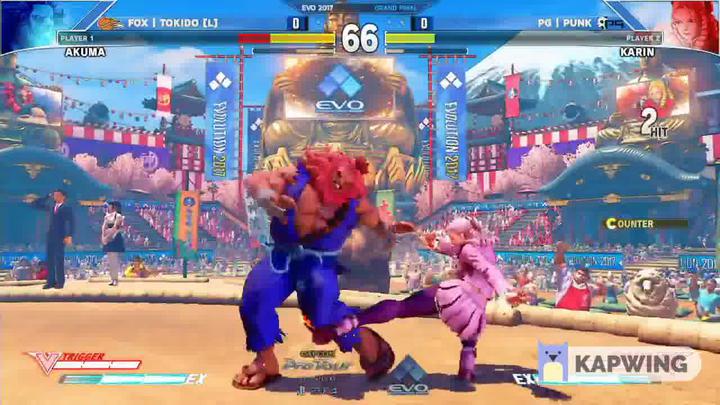 EVO 2017 GRAND FINAL
FOX | TOKIDO [L] 0 66 0 PG | PUNK
PLAYER 1 PLAYER 2
AKUMA KARIN
EVO
EVOLUTION 2017
EVOLUTION 2017
2 HIT
COUNTER
V TRIGGER
EX
CAPCOM
Pro Tour
EVO
EX
KAPWING